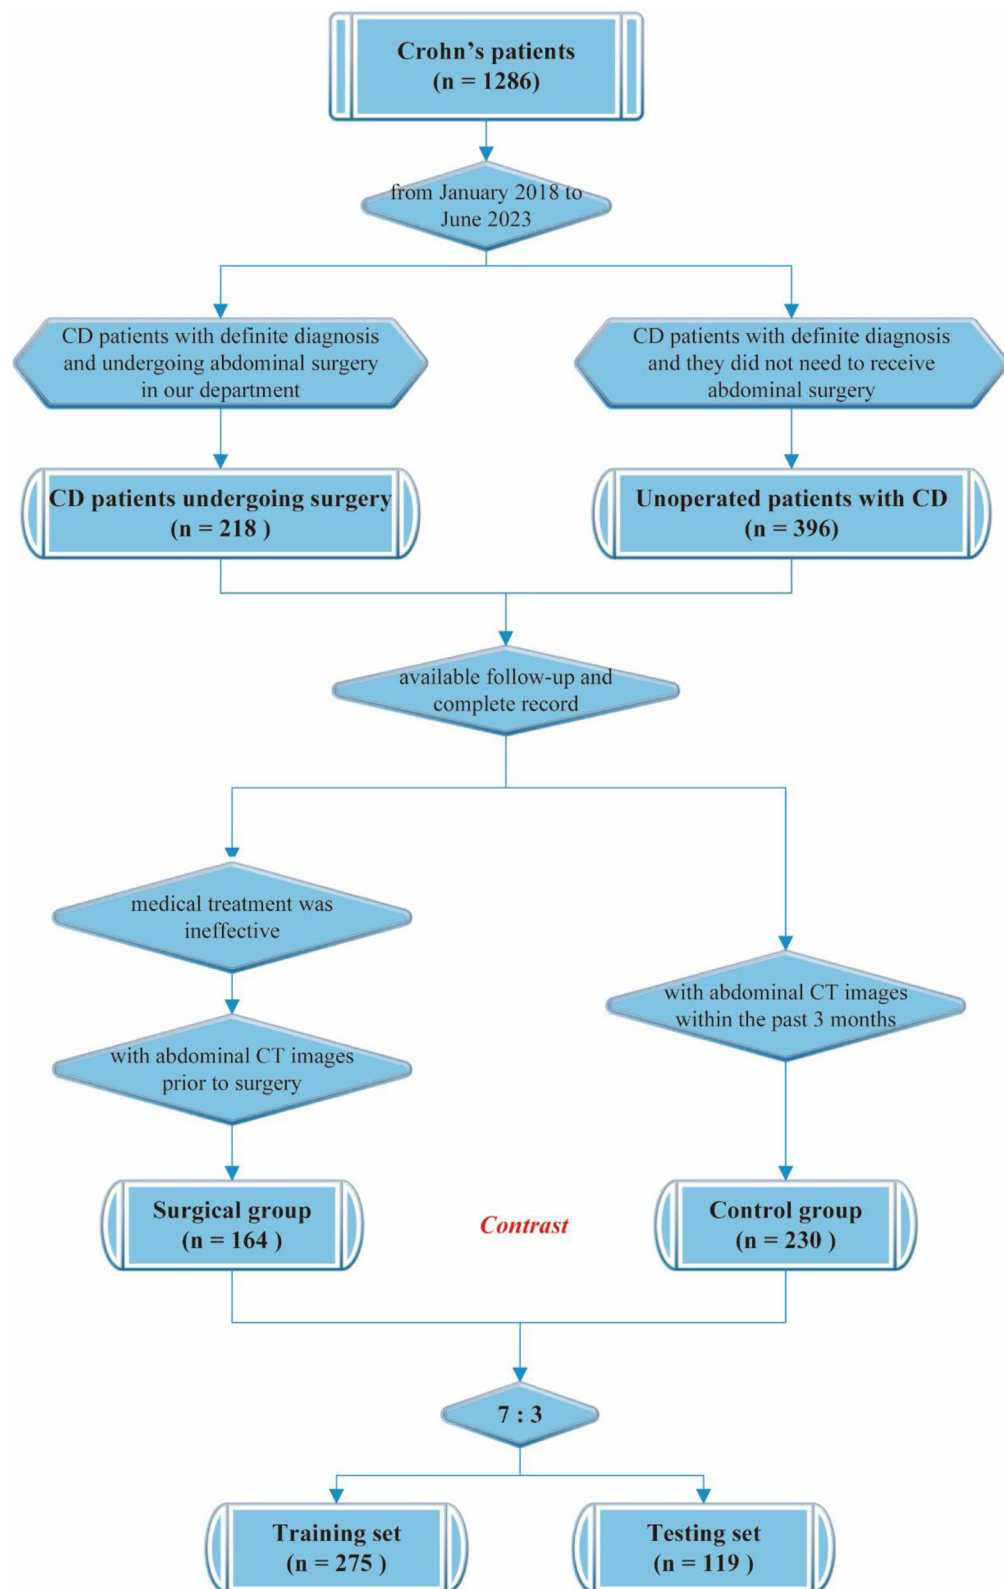 Crohn's patients
(n = 1286)
from January 2018 to
June 2023
CD patients with definite diagnosis
and undergoing abdominal surgery
in our department
CD patients with definite diagnosis
and they did not need to receive
abdominal surgery
CD patients undergoing surgery
(n = 218 )
Unoperated patients with CD
(n = 396)
available follow-up and
complete record
medical treatment was
ineffective
with abdominal CT images
within the past 3 months
with abdominal CT images
prior to surgery
Surgical group
(n = 164 )
Contrast
Control group
(n = 230 )
7 : 3
Training set
(n = 275 )
Testing set
(n = 119 )